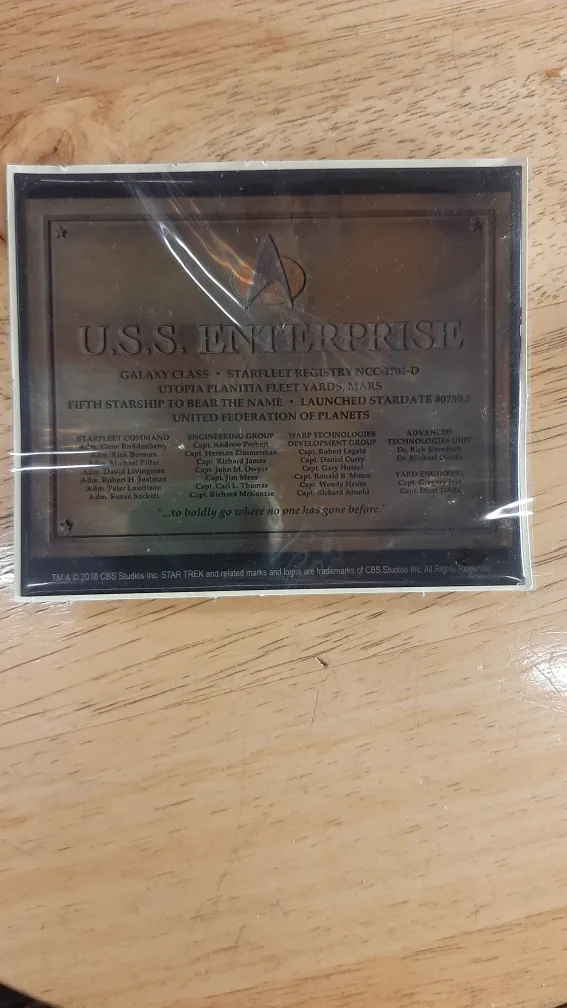 U.S.S. ENTERPRISE
GALAXY CLASS • STARFLEET REGISTRY NCC-1701-D
UTOPIA PLANITIA FLEET YARDS, MARS
FIFTH STARSHIP TO BEAR THE NAME • LAUNCHED STARDATE 40759.5
UNITED FEDERATION OF PLANETS
STARFLEET COMMAND
Adm. Gene Roddenberry
Adm. Rick Berman
Adm. Michael Piller
Adm. David Livingston
Adm. Robert H. Justman
Adm. Peter Lauritson
Adm. Susan Sackett
ENGINEERING GROUP
Capt. Andrew Probert
Capt. Herman Zimmerman
Capt. Richard James
Capt. John M. Dwyer
Capt. Jim Mees
Capt. Cari L. Thomas
Capt. Richard McKenzie
WARP TECHNOLOGIES
DEVELOPMENT GROUP
Capt. Robert Legato
Capt. Daniel Curry
Capt. Gary Hutzel
Capt. Ronald B. Moore
Capt. Wendy Neuss
Capt. Richard Arnold
ADVANCED
TECHNOLOGIES UNIT
Dr. Rick Sternbach
Dr. Michael Okuda
YARD ENGINEERS
Capt. Gregory Jein
Capt.
"...to boldly go where no one has gone before."
TM & © 2016 CBS Studios Inc. STAR TREK and related marks and logos are trademarks of CBS Studios Inc. All Rights Reserved